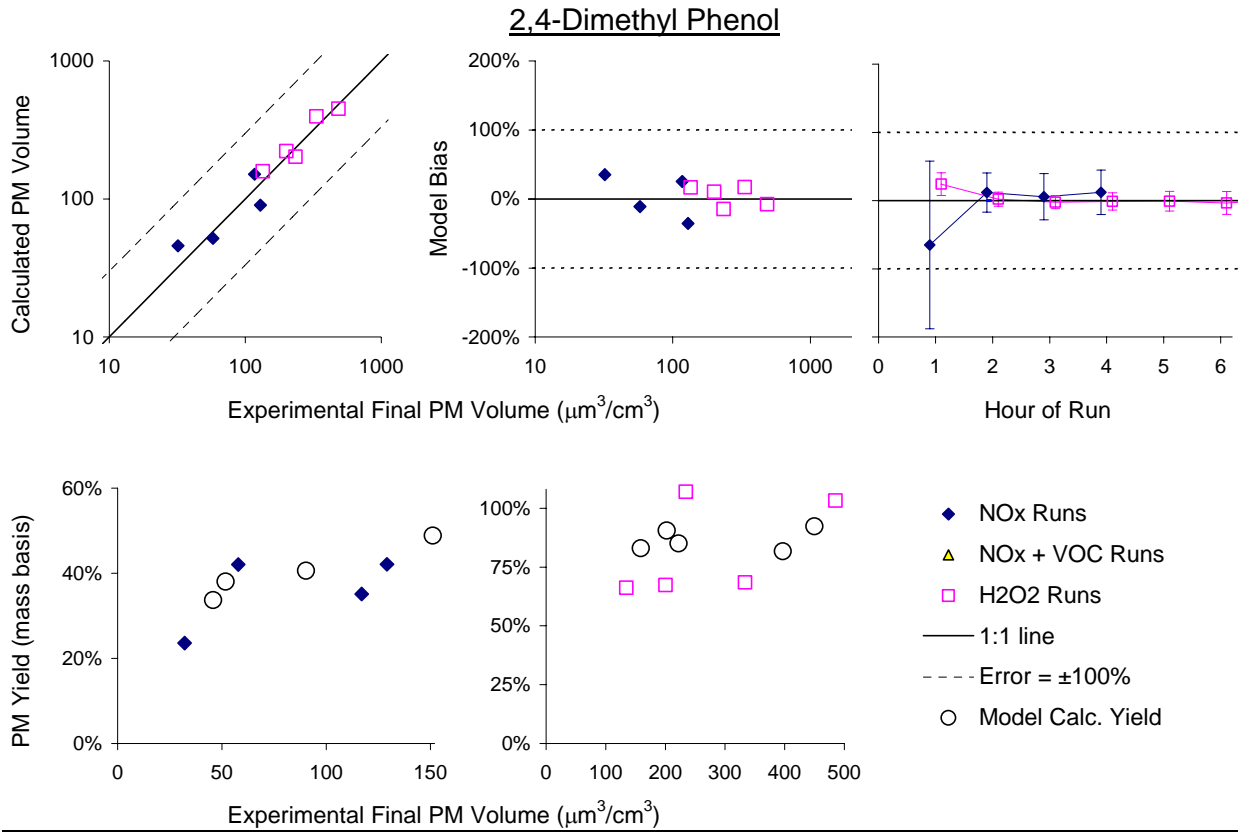 2,4-Dimethyl Phenol
Calculated PM Volume
1000
100
10
10 100 1000
Model Bias
200%
100%
0%
-100%
-200%
10 100 1000
Experimental Final PM Volume (μm³/cm³)
0 1 2 3 4 5 6
Hour of Run
PM Yield (mass basis)
60%
40%
20%
0%
0 50 100 150
100%
75%
50%
25%
0%
0 100 200 300 400 500
Experimental Final PM Volume (μm³/cm³)
NOx Runs
NOx + VOC Runs
H2O2 Runs
1:1 line
Error = ±100%
Model Calc. Yield